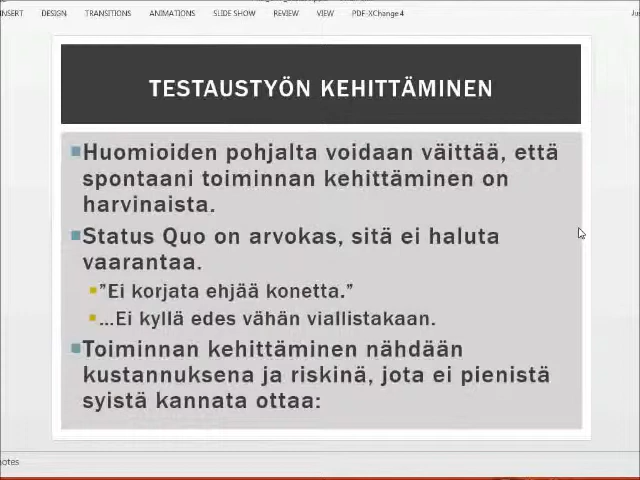 INSERT DESIGN TRANSITIONS ANIMATIONS SLIDE SHOW REVIEW VIEW PDF-XChange 4
TESTAUSTYÖN KEHITTÄMINEN
Huomioiden pohjalta voidaan väittää, että
spontaani toiminnan kehittäminen on
harvinaista.
Status Quo on arvokas, sitä ei haluta
vaarantaa.
"Ei korjata ehjää konetta."
...Ei kyllä edes vähän viallistakaan.
Toiminnan kehittäminen nähdään
kustannuksena ja riskinä, jota ei pienistä
syistä kannata ottaa: